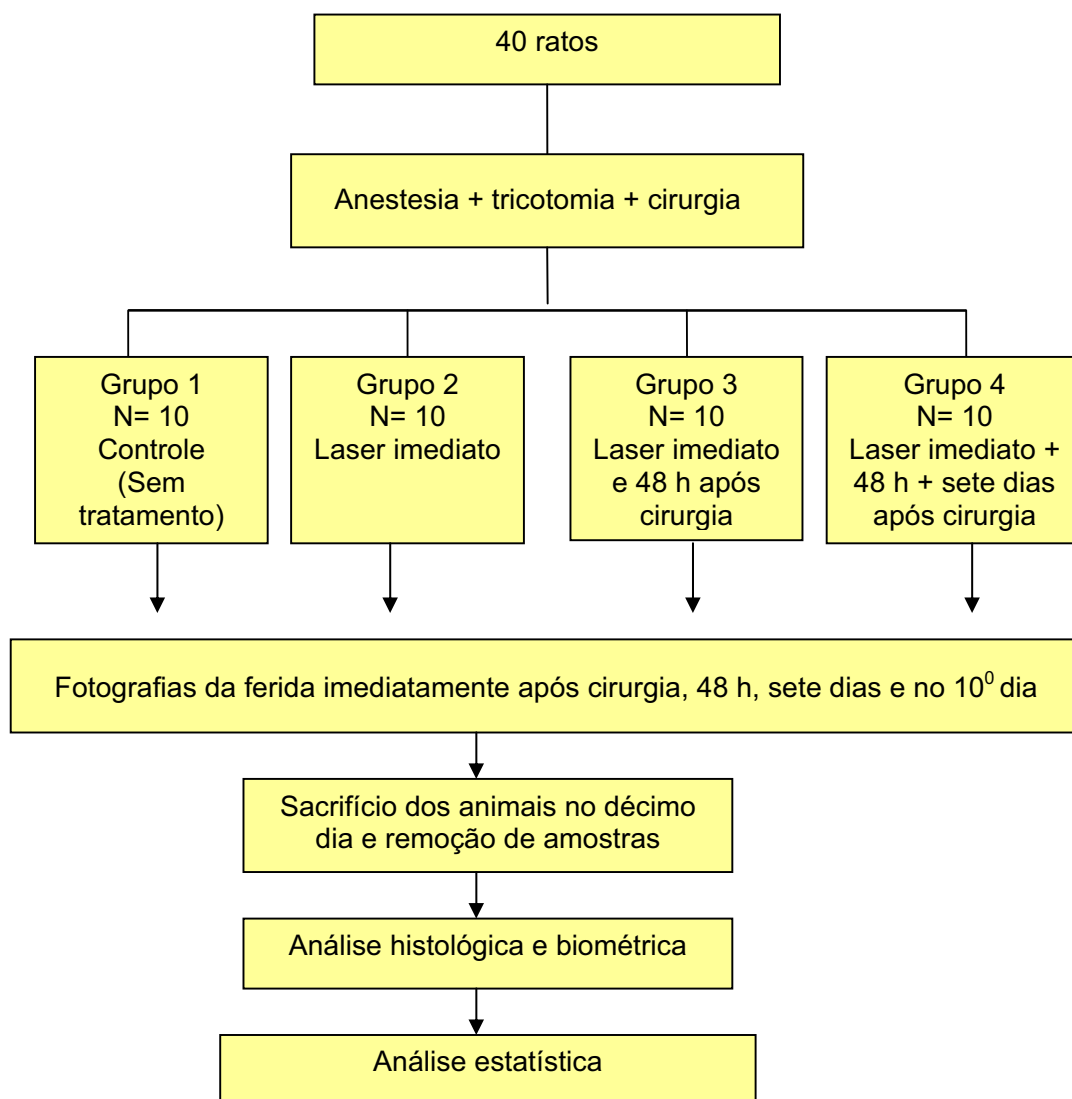 40 ratos
Anestesia + tricotomia + cirurgia
Grupo 1
N= 10
Controle
(Sem
tratamento)
Grupo 2
N= 10
Laser imediato
Grupo 3
N= 10
Laser imediato
e 48 h após
cirurgia
Grupo 4
N= 10
Laser imediato +
48 h + sete dias
após cirurgia
Fotografias da ferida imediatamente após cirurgia, 48 h, sete dias e no 10⁰ dia
Sacrifício dos animais no décimo
dia e remoção de amostras
Análise histológica e biométrica
Análise estatística